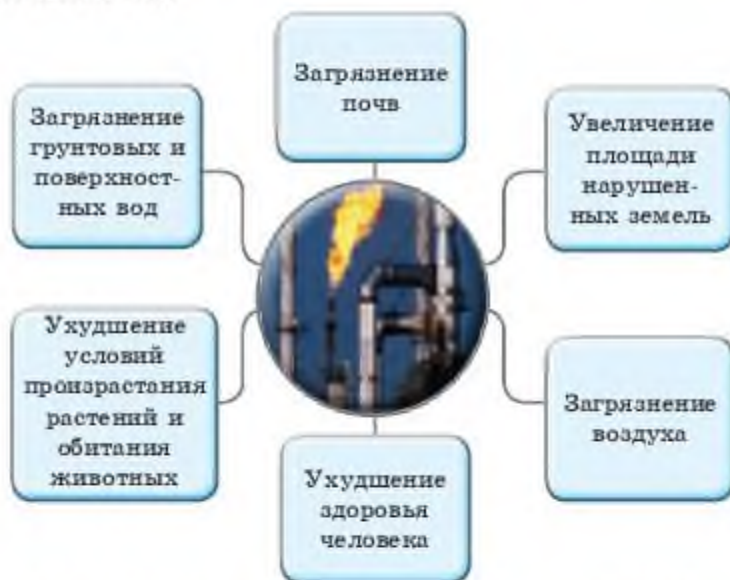 Загрязнение
почв
Загрязнение
грунтовых и
поверхност-
ных вод
Увеличение
площади
нарушен-
ных земель
Ухудшение
условий
произрастания
растений и
обитания
животных
Загрязнение
воздуха
Ухудшение
здоровья
человека